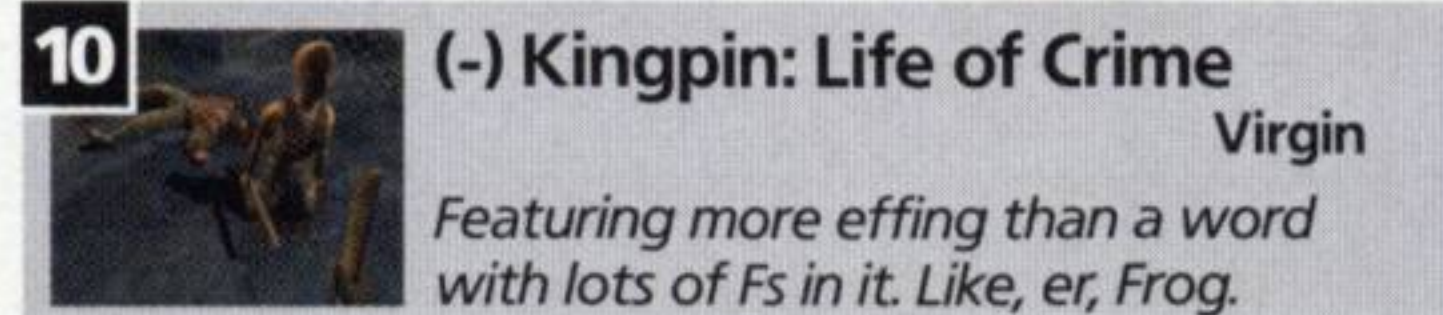 10
(-) Kingpin: Life of Crime
Virgin
Featuring more effing than a word
with lots of Fs in it. Like, er, Frog.